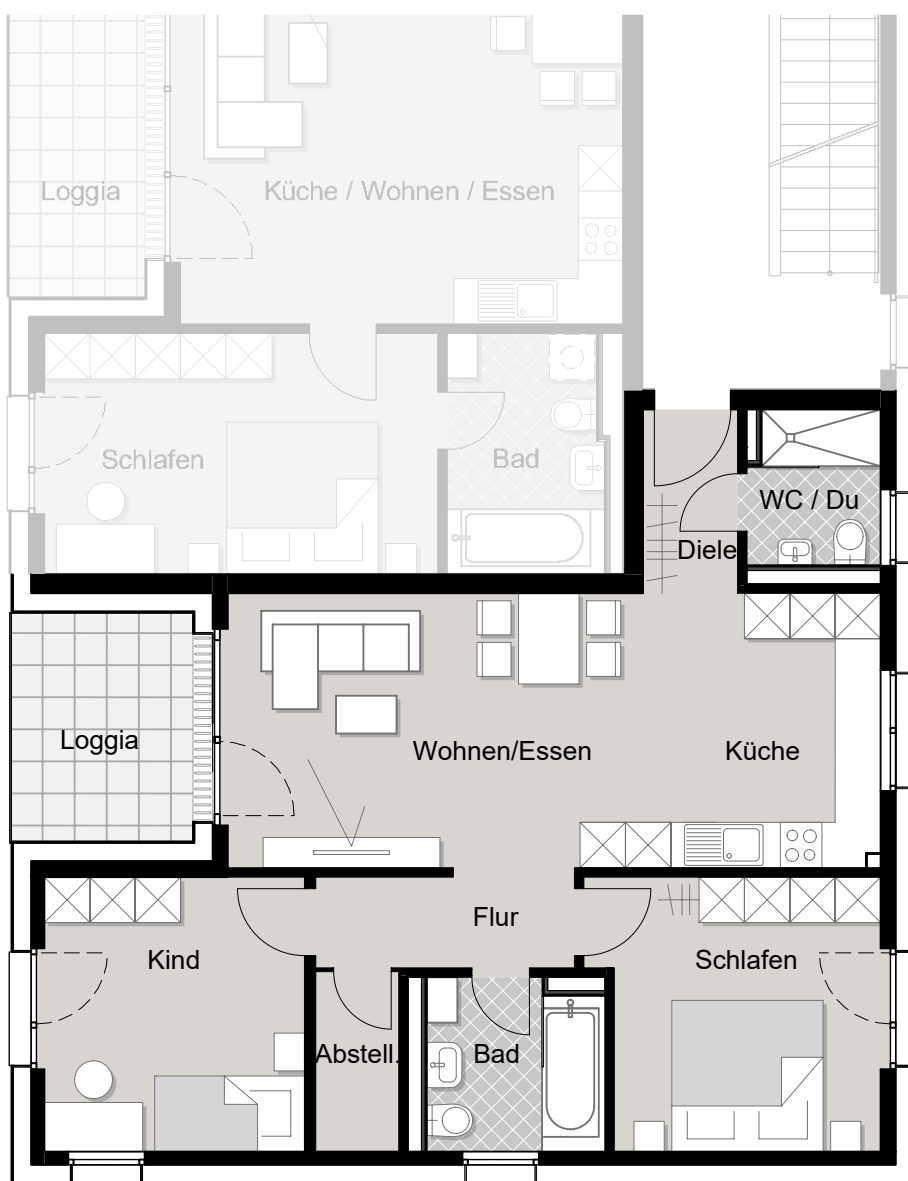 Loggia
Küche / Wohnen / Essen
Schlafen
Bad
WC / Du
Diele
Loggia
Wohnen/Essen
Küche
Flur
Kind
Schlafen
Abstell.
Bad